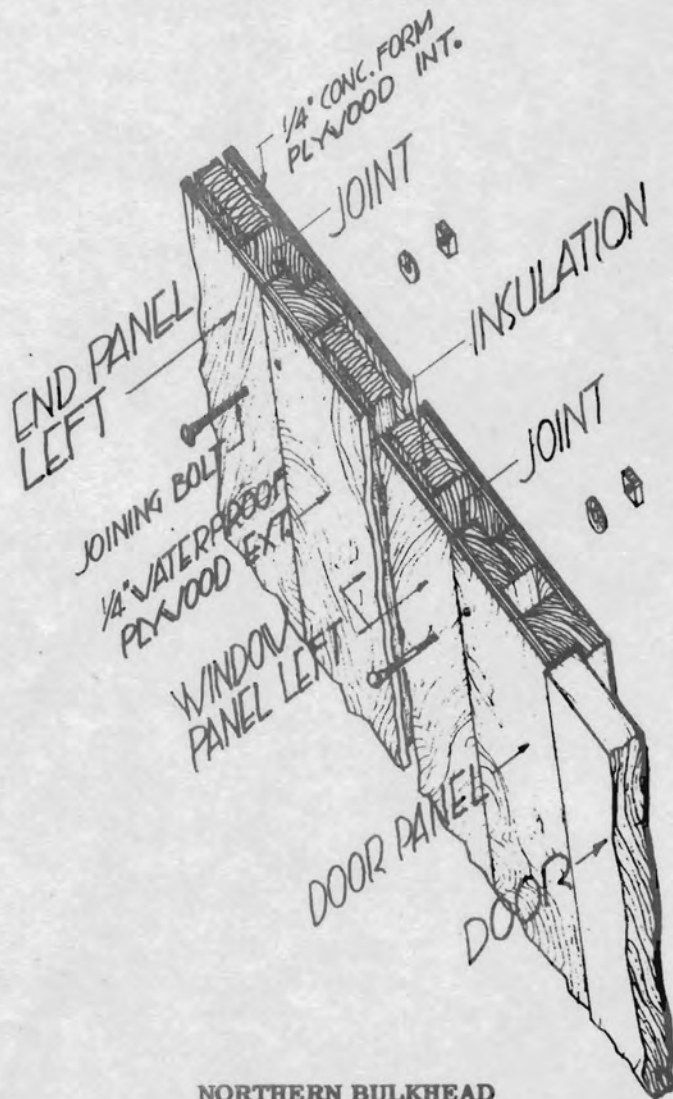 1/4" CONC. FORM
PLYWOOD INT.
JOINT
INSULATION
END PANEL
LEFT
JOINT
JOINING BOLT
1/4" WATERPROOF
PLYWOOD EXT.
WINDOW
PANEL LEFT
DOOR PANEL
DOOR
NORTHERN BULKHEAD